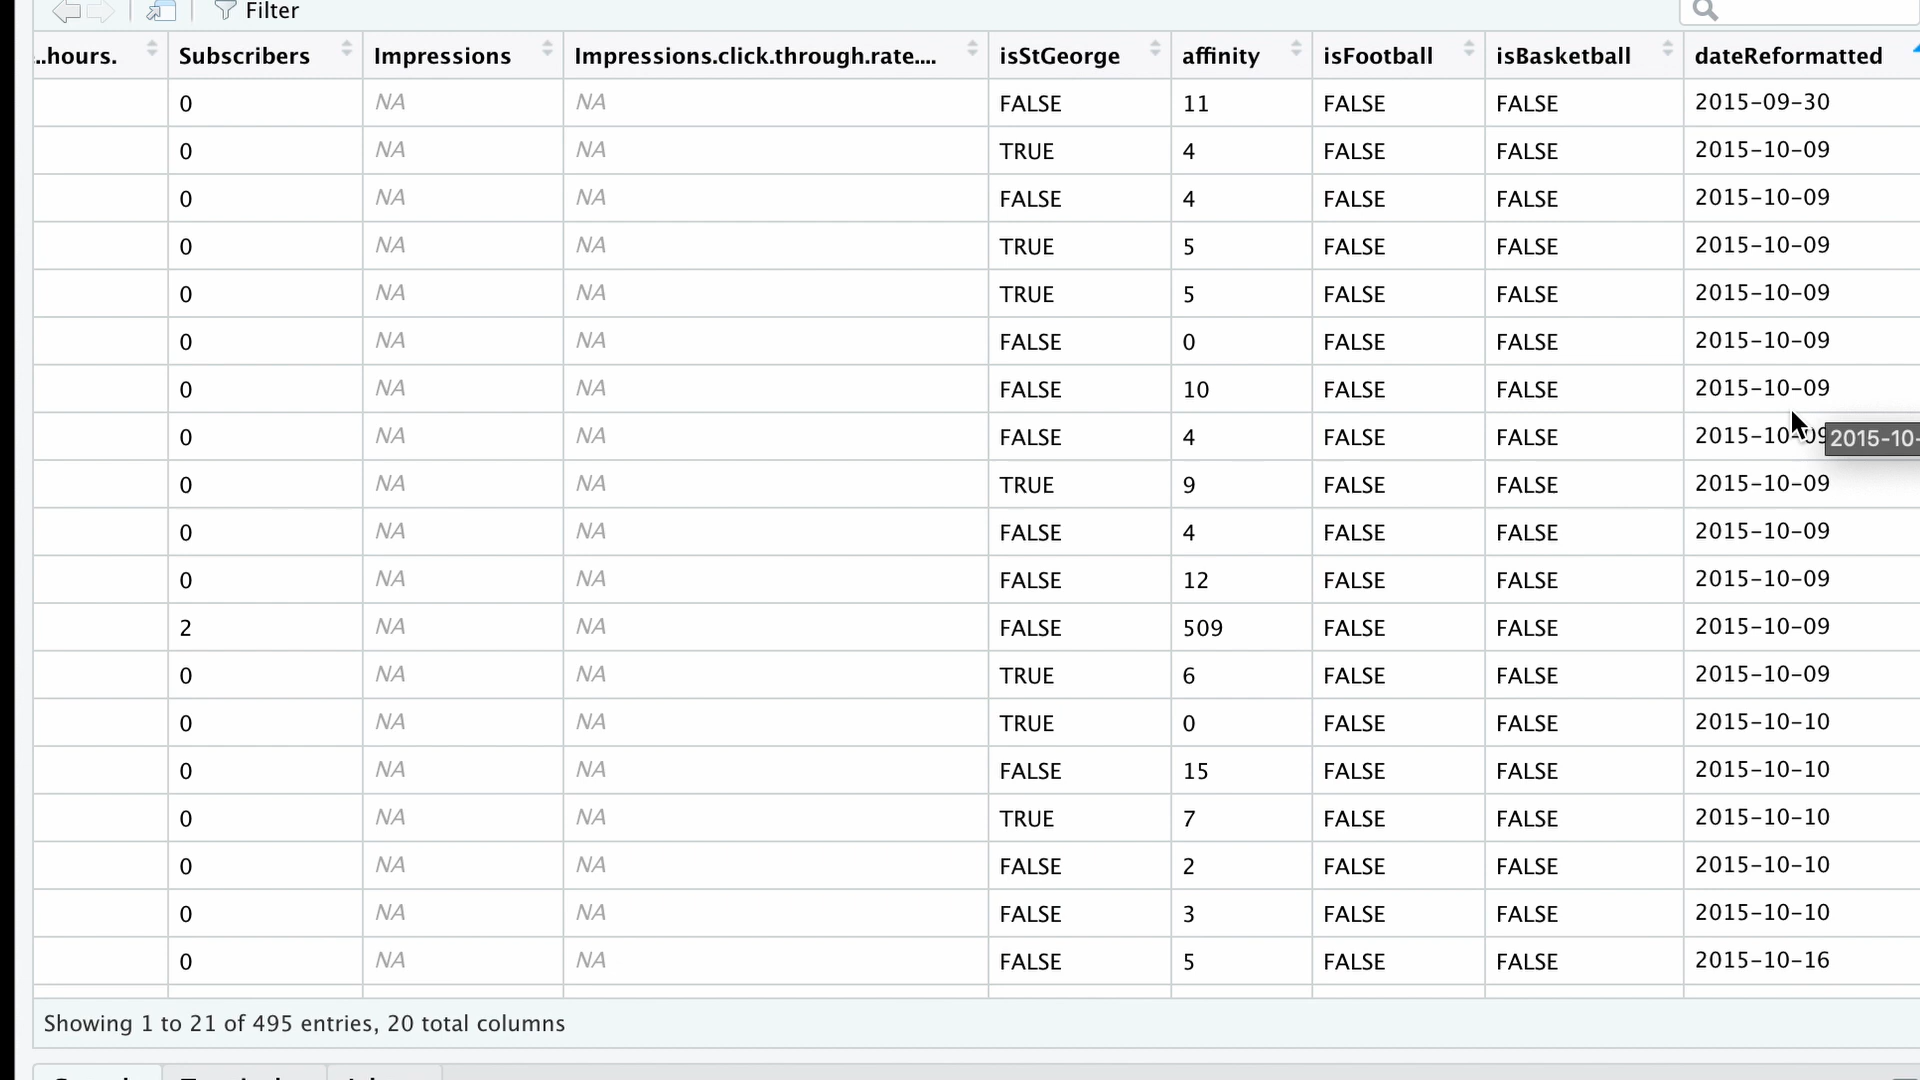 Filter
..hours. Subscribers Impressions Impressions.click.through.rate.... isStGeorge affinity isFootball isBasketball dateReformatted
0 NA NA FALSE 11 FALSE FALSE 2015-09-30
0 NA NA TRUE 4 FALSE FALSE 2015-10-09
0 NA NA FALSE 4 FALSE FALSE 2015-10-09
0 NA NA TRUE 5 FALSE FALSE 2015-10-09
0 NA NA TRUE 5 FALSE FALSE 2015-10-09
0 NA NA FALSE 0 FALSE FALSE 2015-10-09
0 NA NA FALSE 10 FALSE FALSE 2015-10-09
0 NA NA FALSE 4 FALSE FALSE 2015-10-09 2015-10-
0 NA NA TRUE 9 FALSE FALSE 2015-10-09
0 NA NA FALSE 4 FALSE FALSE 2015-10-09
0 NA NA FALSE 12 FALSE FALSE 2015-10-09
2 NA NA FALSE 509 FALSE FALSE 2015-10-09
0 NA NA TRUE 6 FALSE FALSE 2015-10-09
0 NA NA TRUE 0 FALSE FALSE 2015-10-10
0 NA NA FALSE 15 FALSE FALSE 2015-10-10
0 NA NA TRUE 7 FALSE FALSE 2015-10-10
0 NA NA FALSE 2 FALSE FALSE 2015-10-10
0 NA NA FALSE 3 FALSE FALSE 2015-10-10
0 NA NA FALSE 5 FALSE FALSE 2015-10-16
Showing 1 to 21 of 495 entries, 20 total columns